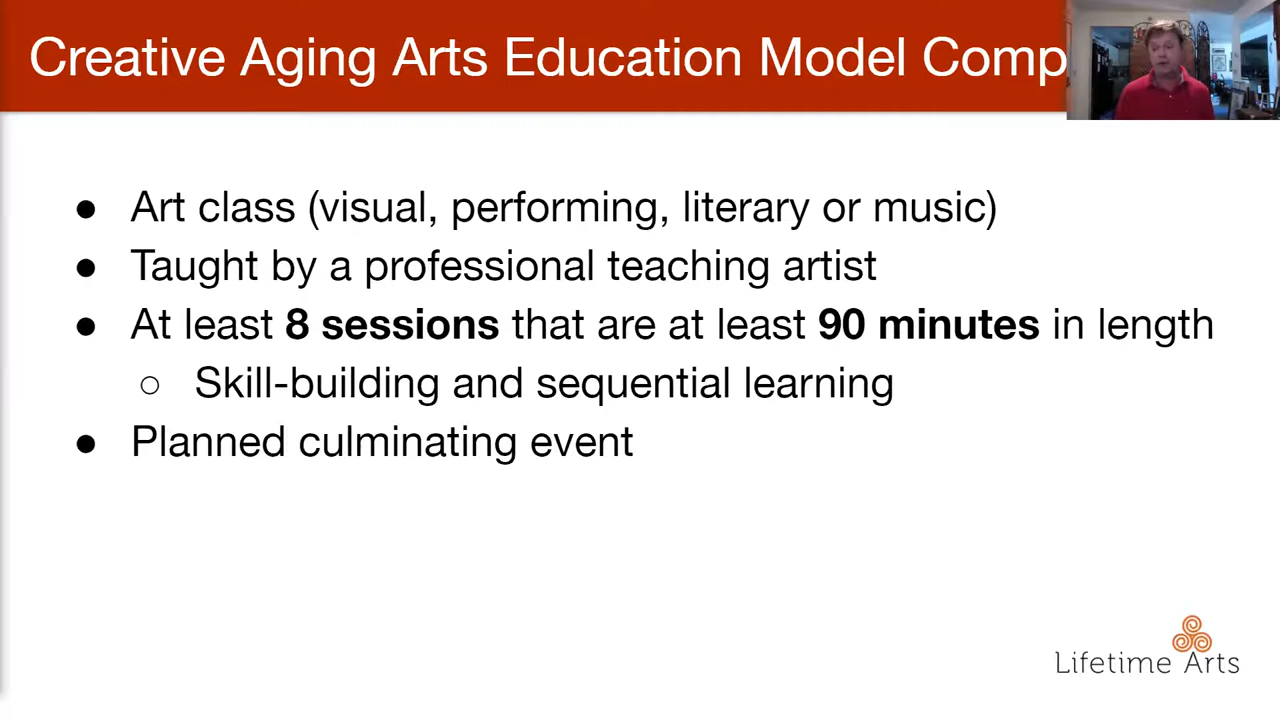 Creative Aging Arts Education Model Comp
● Art class (visual, performing, literary or music)
● Taught by a professional teaching artist
● At least 8 sessions that are at least 90 minutes in length
○ Skill-building and sequential learning
● Planned culminating event
Lifetime Arts